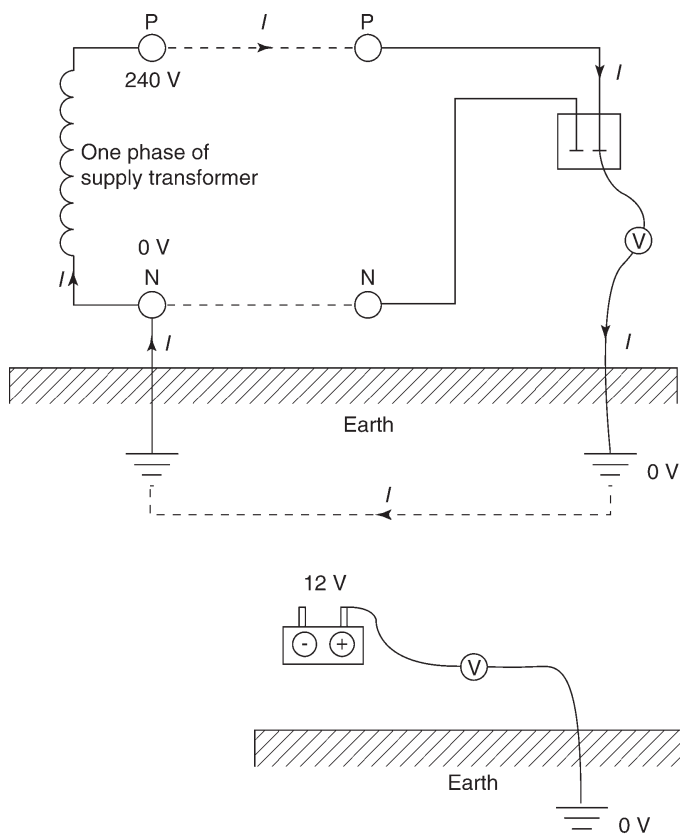 P
I
P
240 V
I
One phase of
supply transformer
V
0 V
I
N
N
I
I
Earth
0 V
I
12 V
- +
V
Earth
0 V